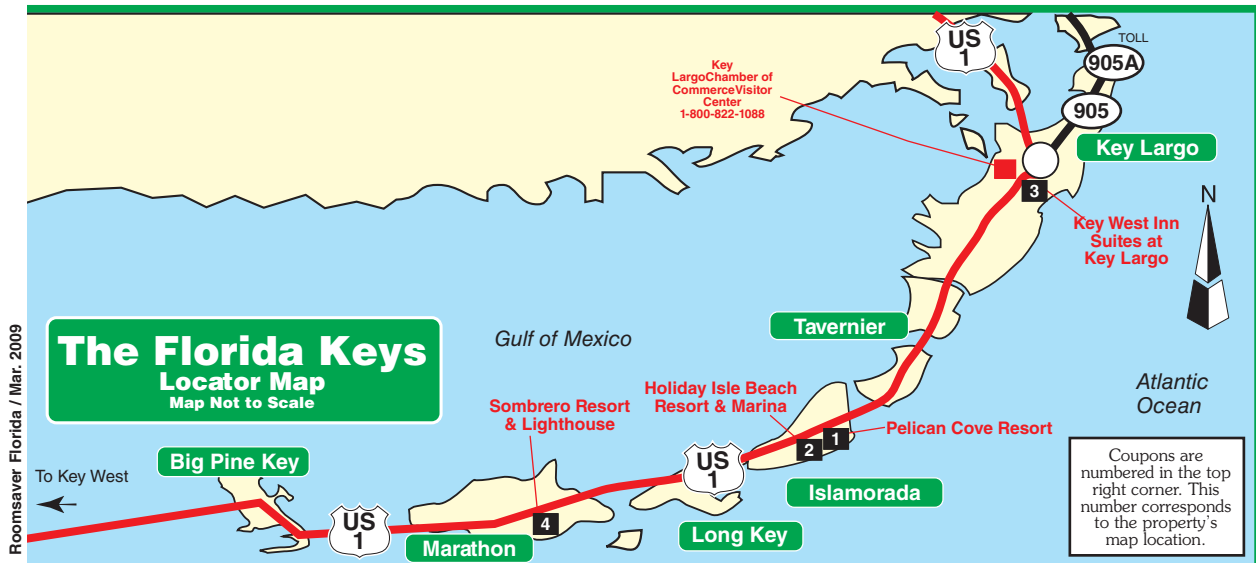 US
1
TOLL
905A
905
Key
LargoChamber of
CommerceVisitor
Center
1-800-822-1088
Key Largo
3
N
Key West Inn
Suites at
Key Largo
The Florida Keys
Locator Map
Map Not to Scale
Gulf of Mexico
Tavernier
Atlantic
Ocean
Holiday Isle Beach
Resort & Marina
Sombrero Resort
& Lighthouse
1
2
Pelican Cove Resort
Big Pine Key
To Key West
US
1
Islamorada
US
1
4
Marathon
Long Key
Coupons are
numbered in the top
right corner. This
number corresponds
to the property's
map location.
Roomsaver Florida / Mar. 2009